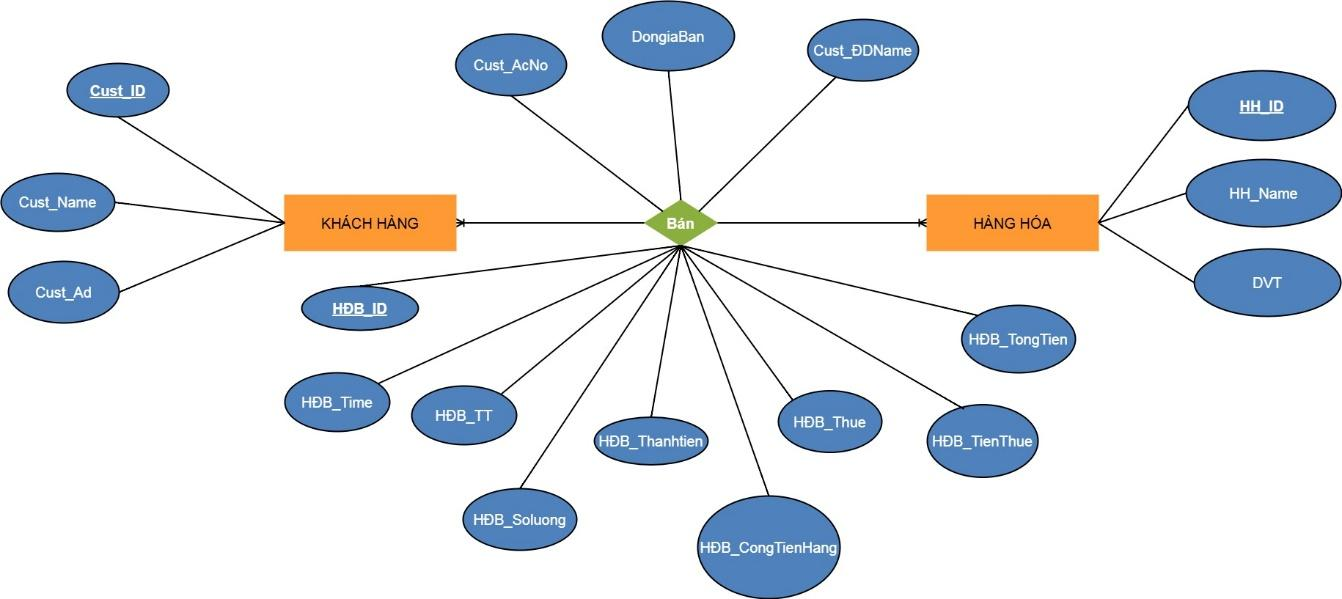 DongiaBan
Cust_ĐDName
Cust_AcNo
Cust_ID
HH_ID
Cust_Name
HH_Name
KHÁCH HÀNG
Bán
HÀNG HÓA
Cust_Ad
DVT
HĐB_ID
HĐB_TongTien
HĐB_Time
HĐB_TT
HĐB_Thue
HĐB_Thanhtien
HĐB_TienThue
HĐB_Soluong
HĐB_CongTienHang